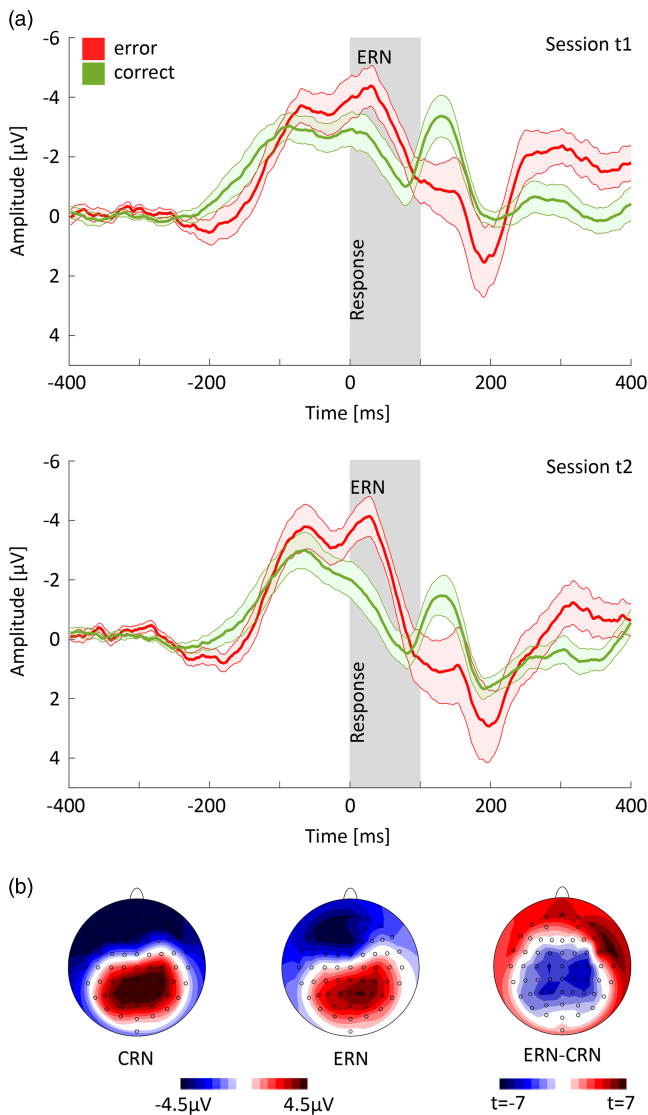 (a)
-6
-4
-2
0
2
4
Amplitude [µV]
error
correct
ERN
Session t1
Response
-400
-200
0
200
400
Time [ms]
-6
-4
-2
0
2
4
Amplitude [µV]
ERN
Session t2
Response
-400
-200
0
200
400
Time [ms]
(b)
CRN
ERN
ERN-CRN
-4.5µV
4.5µV
t=-7
t=7